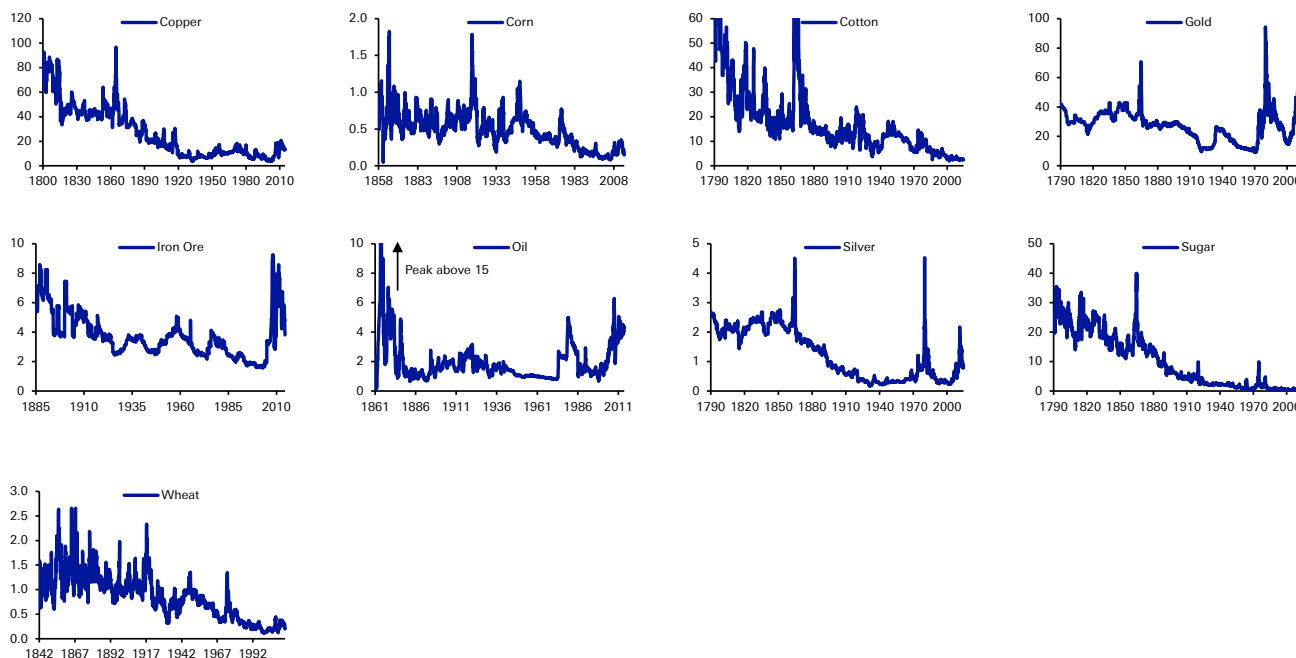 Copper
120
100
80
60
40
20
0
1800 1830 1860 1890 1920 1950 1980 2010
Corn
2.0
1.5
1.0
0.5
0.0
1858 1883 1908 1933 1958 1983 2008
Cotton
60
50
40
30
20
10
0
1790 1820 1850 1880 1910 1940 1970 2000
Gold
100
80
60
40
20
0
1790 1820 1850 1880 1910 1940 1970 2000
Iron Ore
10
8
6
4
2
0
1885 1910 1935 1960 1985 2010
Oil
10
Peak above 15
8
6
4
2
0
1861 1886 1911 1936 1961 1986 2011
Silver
5
4
3
2
1
0
1790 1820 1850 1880 1910 1940 1970 2000
Sugar
50
40
30
20
10
0
1790 1820 1850 1880 1910 1940 1970 2000
Wheat
3.0
2.5
2.0
1.5
1.0
0.5
0.0
1842 1867 1892 1917 1942 1967 1992